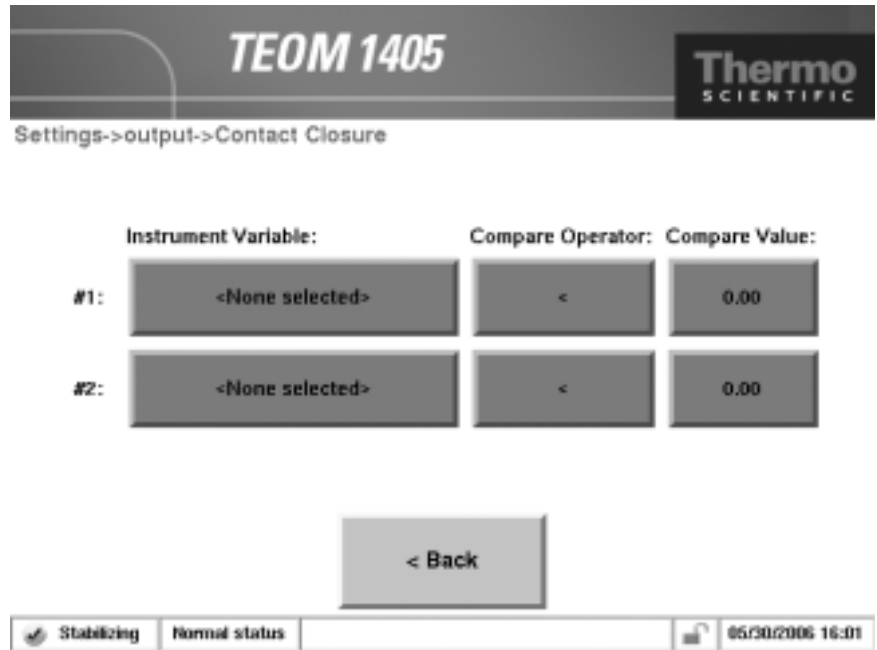 TEOM 1405
Thermo
SCIENTIFIC
Settings->output->Contact Closure
Instrument Variable: Compare Operator: Compare Value:
#1: <None selected> < 0.00
#2: <None selected> < 0.00
< Back
Stabilizing Normal status 05/30/2006 16:01